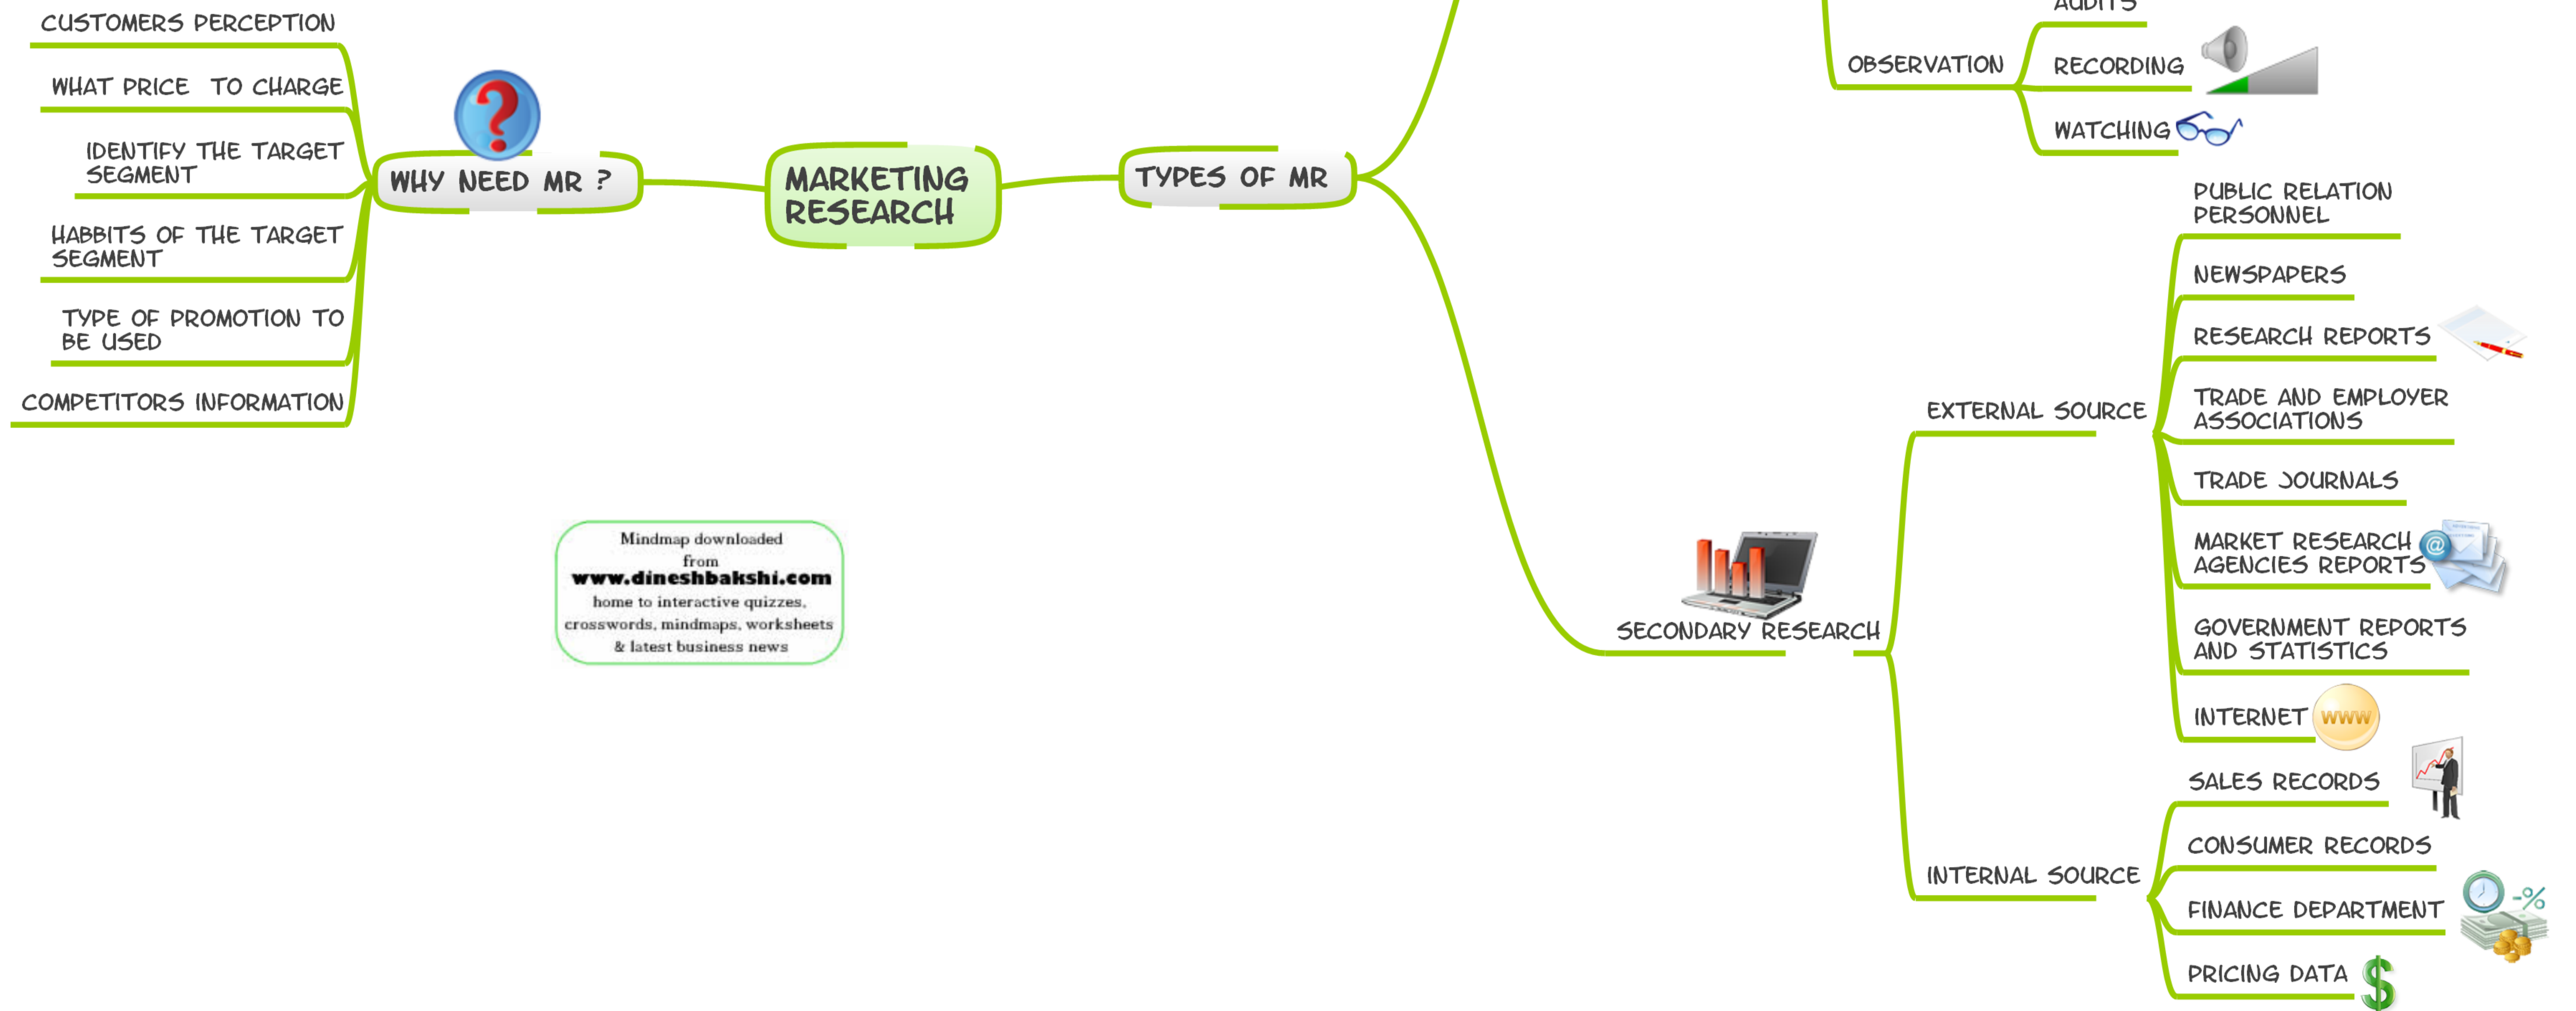 CUSTOMERS PERCEPTION
WHAT PRICE TO CHARGE
IDENTIFY THE TARGET
SEGMENT
HABBITS OF THE TARGET
SEGMENT
TYPE OF PROMOTION TO
BE USED
COMPETITORS INFORMATION
?
WHY NEED MR ?
MARKETING
RESEARCH
TYPES OF MR
Mindmap downloaded
from
www.dineshbakshi.com
home to interactive quizzes,
crosswords, mindmaps, worksheets
& latest business news
AUDITS
OBSERVATION
RECORDING
WATCHING
SECONDARY RESEARCH
EXTERNAL SOURCE
PUBLIC RELATION
PERSONNEL
NEWSPAPERS
RESEARCH REPORTS
TRADE AND EMPLOYER
ASSOCIATIONS
TRADE JOURNALS
MARKET RESEARCH
AGENCIES REPORTS
@
GOVERNMENT REPORTS
AND STATISTICS
INTERNET
WWW
INTERNAL SOURCE
SALES RECORDS
CONSUMER RECORDS
FINANCE DEPARTMENT
-%
PRICING DATA
$